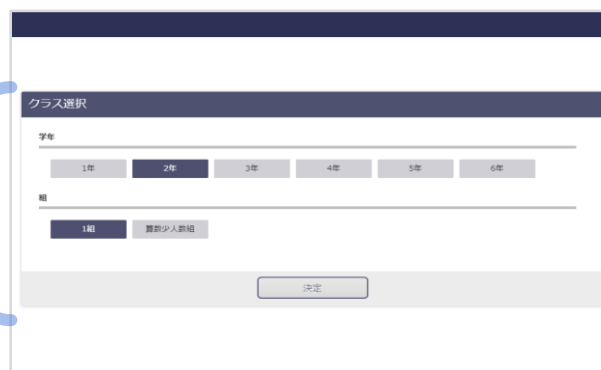 クラス選択
学年
1年 2年 3年 4年 5年 6年
組
1組 算数少人数組
決定